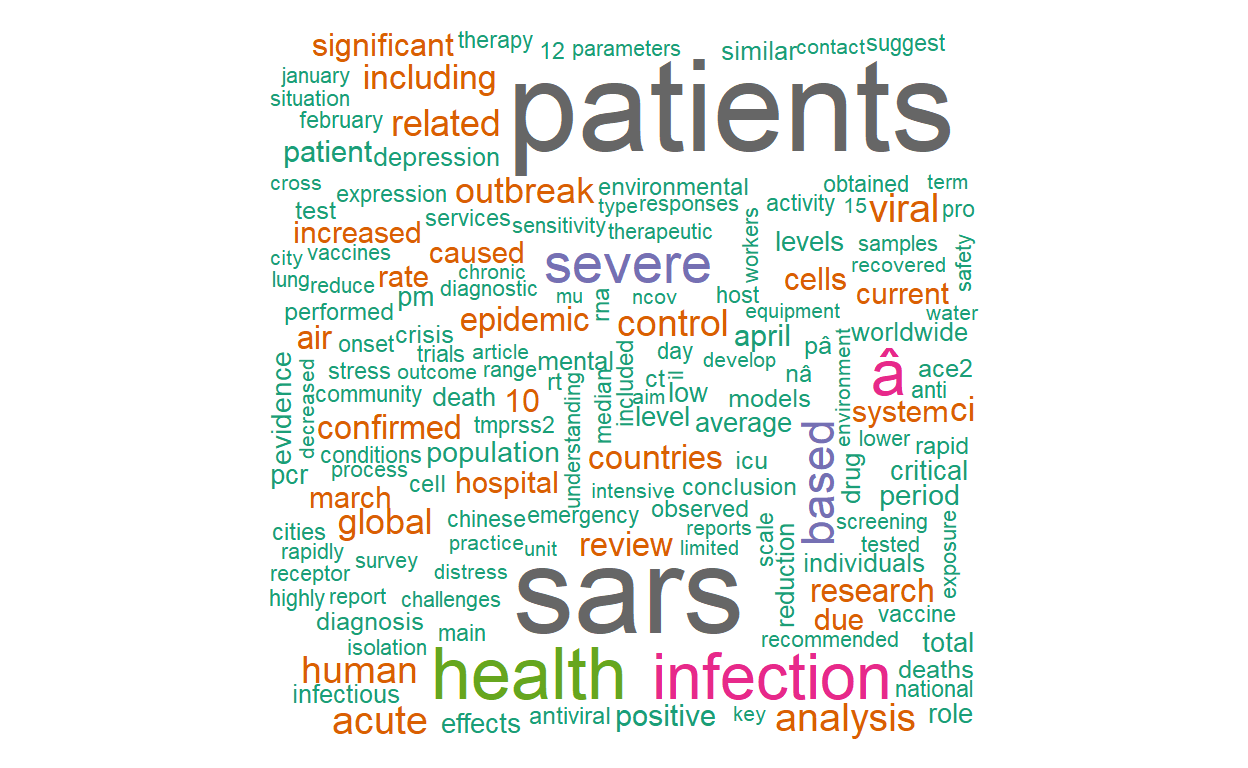 significant therapy 12 parameters similar contact suggest
january including
situation
february related patients
patient depression
cross expression outbreak environmental obtained term
test services type responses activity 15 viral pro
increased sensitivity therapeutic workers levels samples safety
city vaccines caused severe recovered
lung reduce rate chronic cells
pm diagnostic mu ncov rna host current
performed epidemic control equipment water
air onset crisis april pâ worldwide
trials article mental day develop environment
evidence decreased stress outcome range rt included ct il nâ â ace2
community death 10 understanding median aim low models anti
confirmed tmprss2 level average based system ci
conditions population lower rapid
pcr process countries icu drug critical
march cell hospital intensive conclusion period
cities global chinese emergency observed reports scale screening exposure
rapidly practice unit review limited reduction tested
receptor survey distress sars individuals
highly report challenges research
diagnosis main due vaccine
isolation recommended total
human health infection deaths
infectious national
acute effects antiviral positive key analysis role